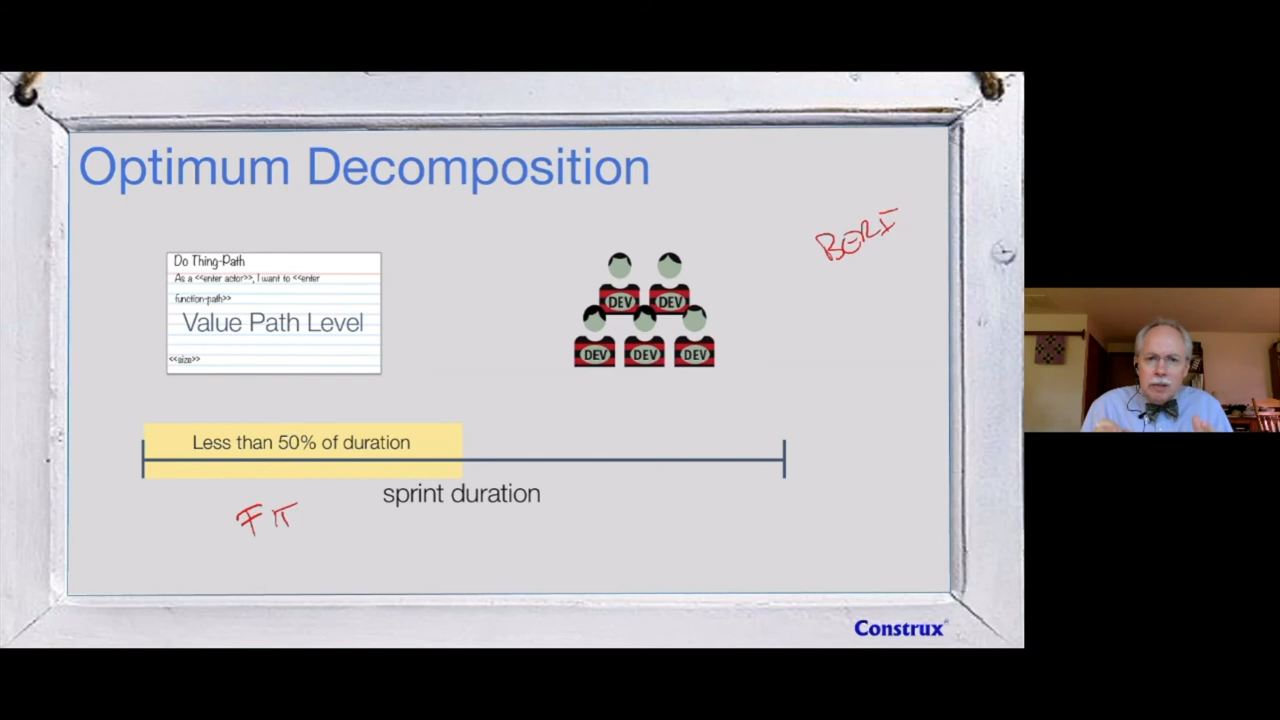 Optimum Decomposition
BORI
Do Thing-Path
As a <<enter actor>>, I want to <<enter
function-path>>
Value Path Level
<<size>>
DEV DEV
DEV DEV DEV
Less than 50% of duration
sprint duration
Construx